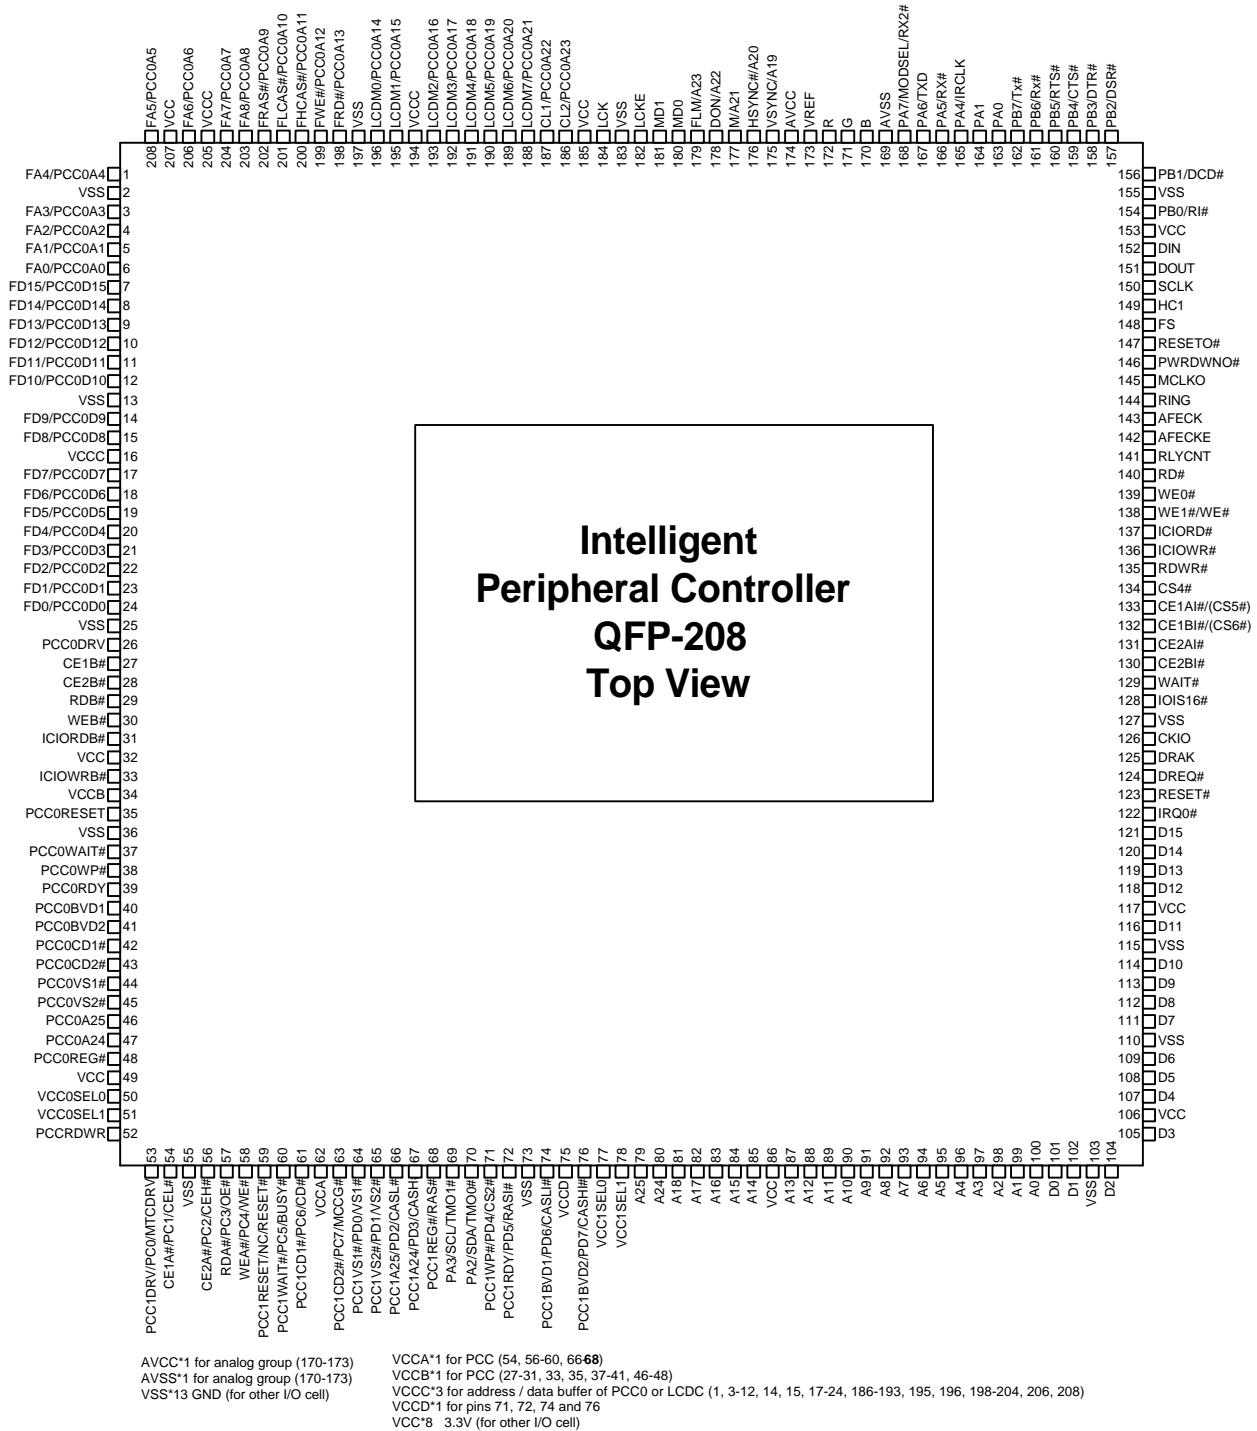 FA5/PCC0A5
VCC
FA6/PCC0A6
VCCC
FA7/PCC0A7
FA8/PCC0A8
FRAS#/PCC0A9
FLCAS#/PCC0A10
FHCAS#/PCC0A11
FWE#/PCC0A12
FRD#/PCC0A13
VSS
LCDM0/PCC0A14
LCDM1/PCC0A15
VCCC
LCDM2/PCC0A16
LCDM3/PCC0A17
LCDM4/PCC0A18
LCDM5/PCC0A19
LCDM6/PCC0A20
LCDM7/PCC0A21
CL1/PCC0A22
CL2/PCC0A23
VCC
LCK
VSS
LCKE
MD1
MD0
FLM/A23
DON/A22
M/A21
HSYNC#/A20
VSYNC/A19
AVCC
VREF
R
G
B
AVSS
PA7/MODSEL/RX2#
PA6/TXD
PA5/RX#
PA4/IRCLK
PA1
PA0
PB7/Tx#
PB6/Rx#
PB5/RTS#
PB4/CTS#
PB3/DTR#
PB2/DSR#
208 207 206 205 204 203 202 201 200 199 198 197 196 195 194 193 192 191 190 189 188 187 186 185 184 183 182 181 180 179 178 177 176 175 174 173 172 171 170 169 168 167 166 165 164 163 162 161 160 159 158 157
FA4/PCC0A4 1
VSS 2
FA3/PCC0A3 3
FA2/PCC0A2 4
FA1/PCC0A1 5
FA0/PCC0A0 6
FD15/PCC0D15 7
FD14/PCC0D14 8
FD13/PCC0D13 9
FD12/PCC0D12 10
FD11/PCC0D11 11
FD10/PCC0D10 12
VSS 13
FD9/PCC0D9 14
FD8/PCC0D8 15
VCCC 16
FD7/PCC0D7 17
FD6/PCC0D6 18
FD5/PCC0D5 19
FD4/PCC0D4 20
FD3/PCC0D3 21
FD2/PCC0D2 22
FD1/PCC0D1 23
FD0/PCC0D0 24
VSS 25
PCC0DRV 26
CE1B# 27
CE2B# 28
RDB# 29
WEB# 30
ICIORDB# 31
VCC 32
ICIOWRB# 33
VCCB 34
PCC0RESET 35
VSS 36
PCC0WAIT# 37
PCC0WP# 38
PCC0RDY 39
PCC0BVD1 40
PCC0BVD2 41
PCC0CD1# 42
PCC0CD2# 43
PCC0VS1# 44
PCC0VS2# 45
PCC0A25 46
PCC0A24 47
PCC0REG# 48
VCC 49
VCC0SEL0 50
VCC0SEL1 51
PCCRDWR 52
Intelligent
Peripheral Controller
QFP-208
Top View
156 PB1/DCD#
155 VSS
154 PB0/RI#
153 VCC
152 DIN
151 DOUT
150 SCLK
149 HC1
148 FS
147 RESETO#
146 PWRDWNO#
145 MCLKO
144 RING
143 AFECK
142 AFECKE
141 RLYCNT
140 RD#
139 WE0#
138 WE1#/WE#
137 ICIORD#
136 ICIOWR#
135 RDWR#
134 CS4#
133 CE1AI#/(CS5#)
132 CE1BI#/(CS6#)
131 CE2AI#
130 CE2BI#
129 WAIT#
128 IOIS16#
127 VSS
126 CKIO
125 DRAK
124 DREQ#
123 RESET#
122 IRQ0#
121 D15
120 D14
119 D13
118 D12
117 VCC
116 D11
115 VSS
114 D10
113 D9
112 D8
111 D7
110 VSS
109 D6
108 D5
107 D4
106 VCC
105 D3
53 54 55 56 57 58 59 60 61 62 63 64 65 66 67 68 69 70 71 72 73 74 75 76 77 78 79 80 81 82 83 84 85 86 87 88 89 90 91 92 93 94 95 96 97 98 99 100 101 102 103 104
PCC1DRV/PC0/MTCDRV
CE1A#/PC1/CEL#
VSS
CE2A#/PC2/CEH#
RDA#/PC3/OE#
WEA#/PC4/WE#
PCC1RESET/NC/RESET#
PCC1WAIT#/PC5/BUSY#
PCC1CD1#/PC6/CD#
VCCA
PCC1CD2#/PC7/MCCG#
PCC1VS1#/PD0/VS1#
PCC1VS2#/PD1/VS2#
PCC1A25/PD2/CASL#
PCC1A24/PD3/CASH
PCC1REG#/RAS#
PA3/SCL/TMO1#
PA2/SDA/TMO0#
PCC1WP#/PD4/CS2#
PCC1RDY/PD5/RASI#
VSS
PCC1BVD1/PD6/CASLI#
VCCD
PCC1BVD2/PD7/CASHI#
VCC1SEL0
VCC1SEL1
A25
A24
A18
A17
A16
A15
A14
VCC
A13
A12
A11
A10
A9
A8
A7
A6
A5
A4
A3
A2
A1
A0
D0
D1
VSS
D2
AVCC*1 for analog group (170-173)
AVSS*1 for analog group (170-173)
VSS*13 GND (for other I/O cell)
VCCA*1 for PCC (54, 56-60, 66-68)
VCCB*1 for PCC (27-31, 33, 35, 37-41, 46-48)
VCCC*3 for address / data buffer of PCC0 or LCDC (1, 3-12, 14, 15, 17-24, 186-193, 195, 196, 198-204, 206, 208)
VCCD*1 for pins 71, 72, 74 and 76
VCC*8 3.3V (for other I/O cell)